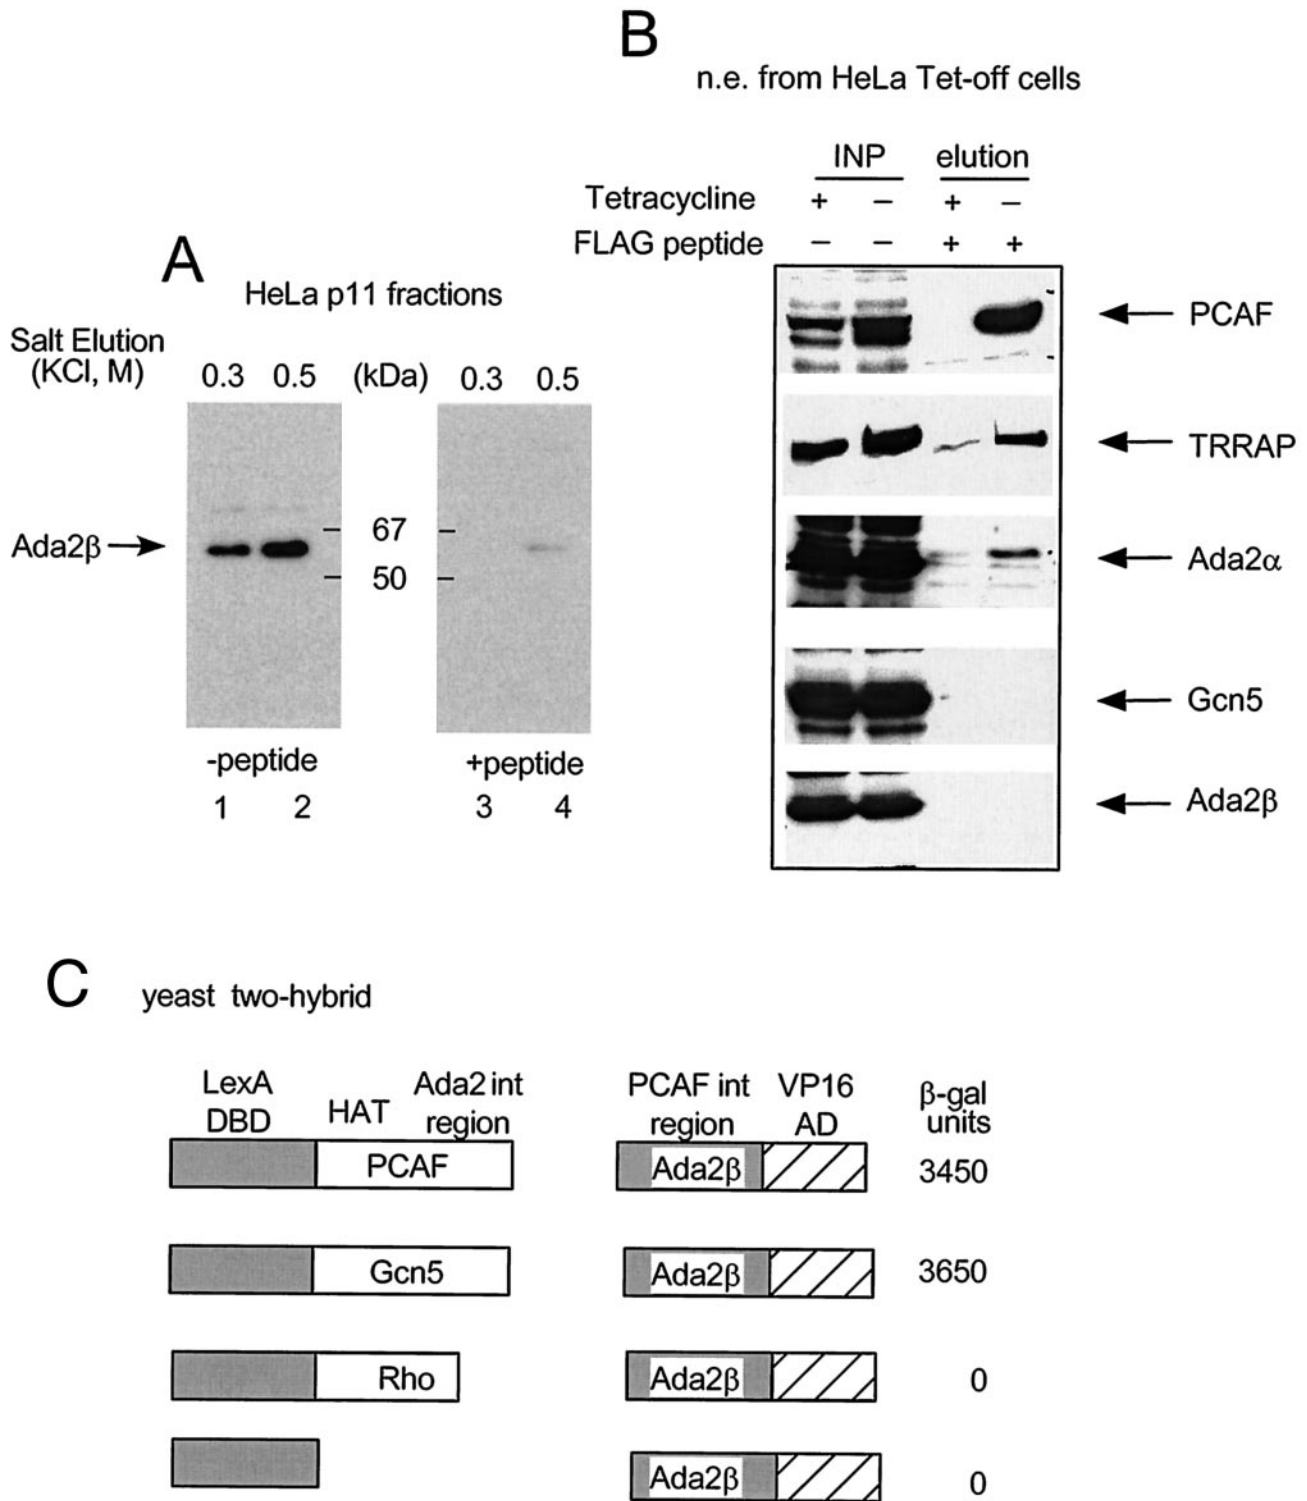 A
HeLa p11 fractions
Salt Elution
(KCl, M)
0.3 0.5 (kDa) 0.3 0.5
Ada2β
67
50
-peptide +peptide
1 2 3 4
B
n.e. from HeLa Tet-off cells
INP elution
Tetracycline + − + −
FLAG peptide − − + +
PCAF
TRRAP
Ada2α
Gcn5
Ada2β
C yeast two-hybrid
LexA
DBD
HAT
Ada2 int
region
PCAF int
region
VP16
AD
β-gal
units
PCAF Ada2β 3450
Gcn5 Ada2β 3650
Rho Ada2β 0
Ada2β 0